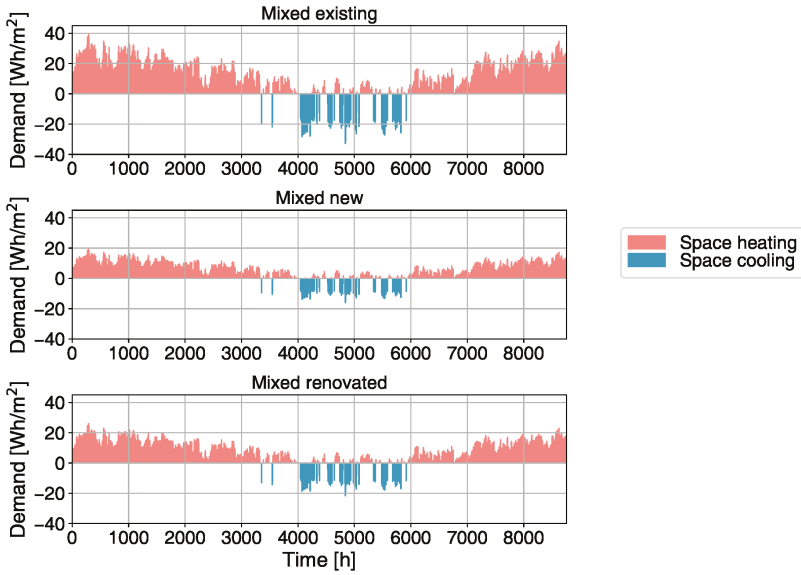 Mixed existing
Demand [Wh/m²]
40
20
0
−20
−40
0 1000 2000 3000 4000 5000 6000 7000 8000
Mixed new
Demand [Wh/m²]
40
20
0
−20
−40
0 1000 2000 3000 4000 5000 6000 7000 8000
Space heating
Space cooling
Mixed renovated
Demand [Wh/m²]
40
20
0
−20
−40
0 1000 2000 3000 4000 5000 6000 7000 8000
Time [h]